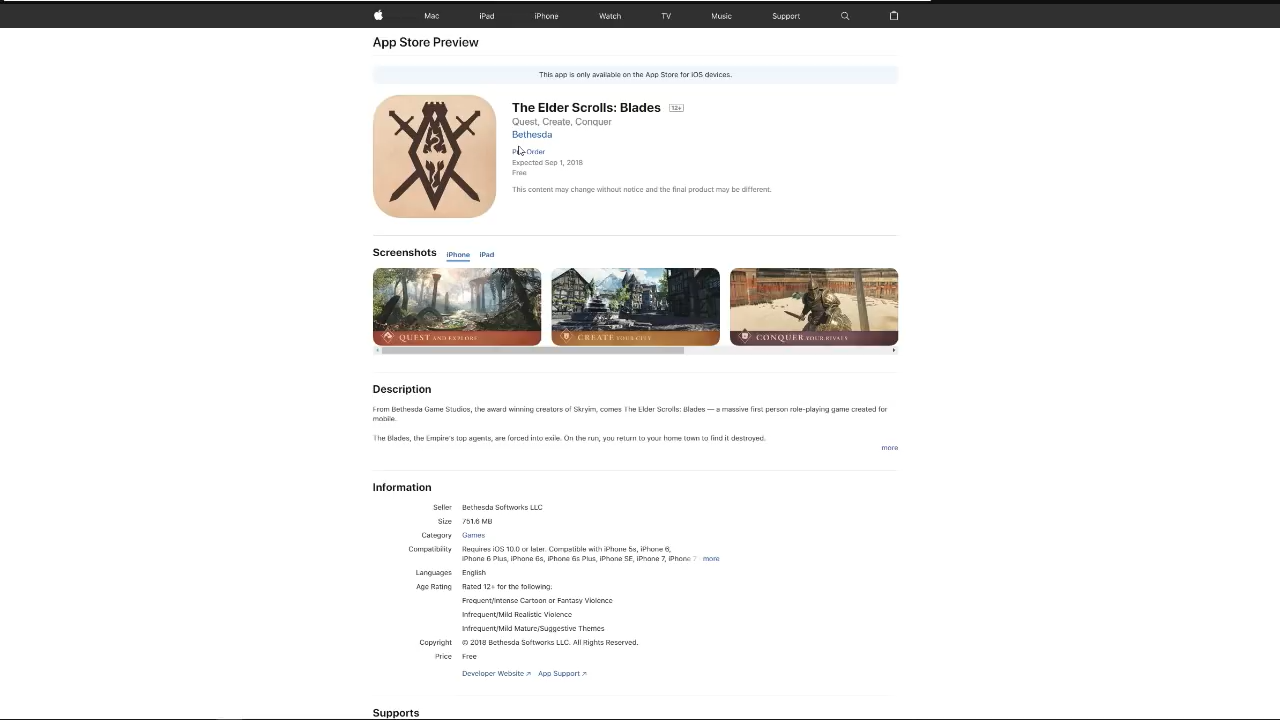 Mac iPad iPhone Watch TV Music Support
App Store Preview
This app is only available on the App Store for iOS devices.
The Elder Scrolls: Blades 12+
Quest, Create, Conquer
Bethesda
Pre-Order
Expected Sep 1, 2018
Free
This content may change without notice and the final product may be different.
Screenshots iPhone iPad
QUEST AND EXPLORE CREATE YOUR CITY CONQUER YOUR RIVALS
Description
From Bethesda Game Studios, the award winning creators of Skryim, comes The Elder Scrolls: Blades — a massive first person role-playing game created for
mobile.
The Blades, the Empire's top agents, are forced into exile. On the run, you return to your home town to find it destroyed.
more
Information
Seller Bethesda Softworks LLC
Size 751.6 MB
Category Games
Compatibility Requires iOS 10.0 or later. Compatible with iPhone 5s, iPhone 6,
iPhone 6 Plus, iPhone 6s, iPhone 6s Plus, iPhone SE, iPhone 7, iPhone 7 more
Languages English
Age Rating Rated 12+ for the following:
Frequent/Intense Cartoon or Fantasy Violence
Infrequent/Mild Realistic Violence
Infrequent/Mild Mature/Suggestive Themes
Copyright © 2018 Bethesda Softworks LLC. All Rights Reserved.
Price Free
Developer Website ↗ App Support ↗
Supports